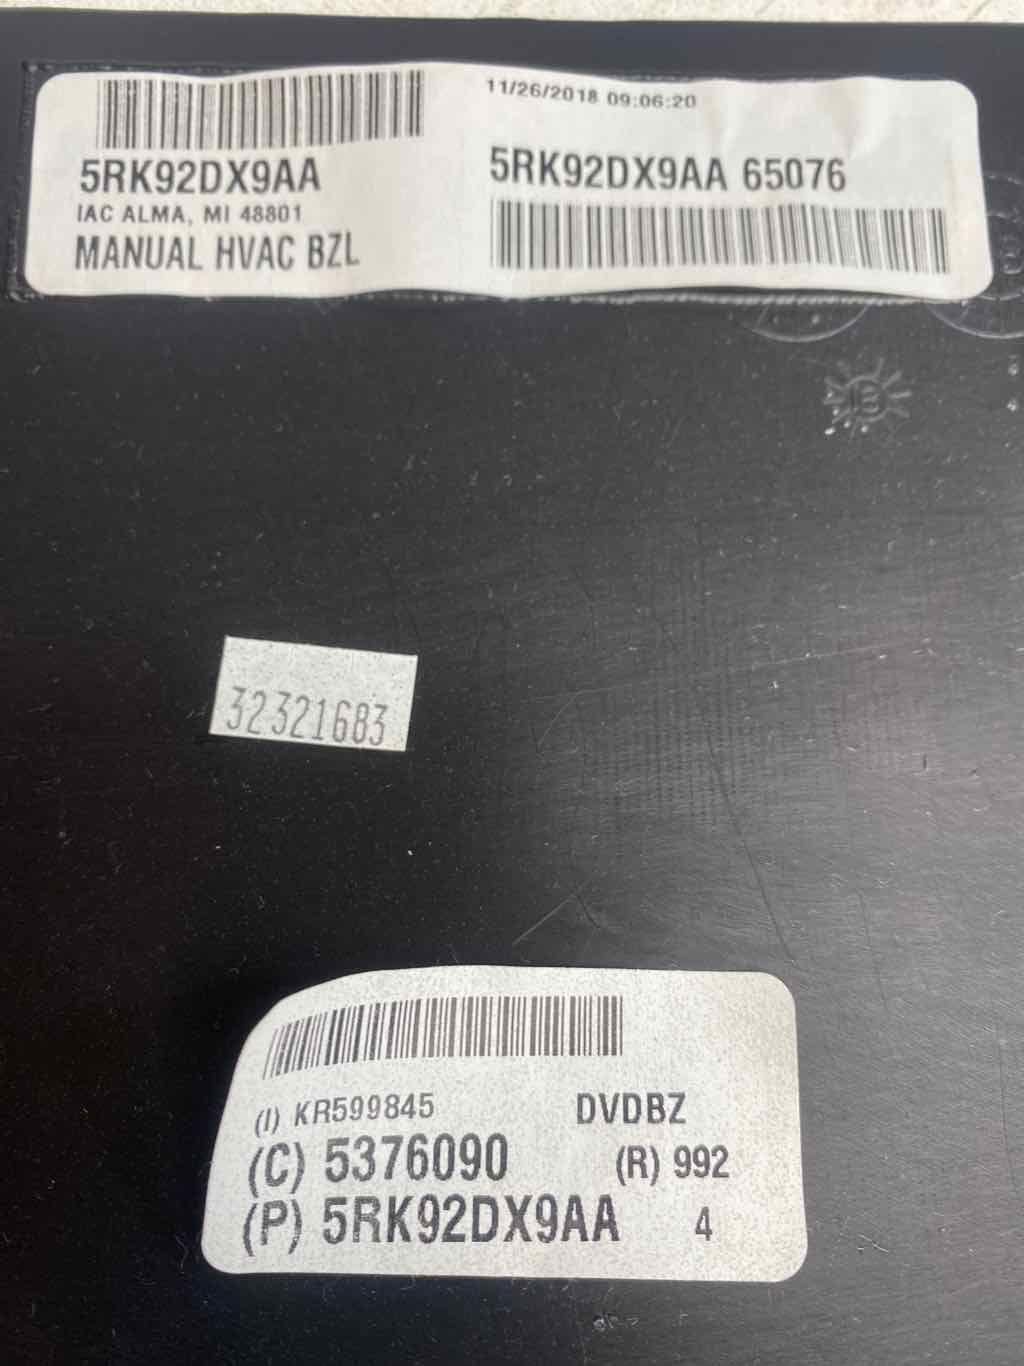 5RK92DX9AA
IAC ALMA, MI 48801
MANUAL HVAC BZL
11/26/2018 09:06:20
5RK92DX9AA 65076
32321683
(I) KR599845 DVDBZ
(C) 5376090 (R) 992
(P) 5RK92DX9AA 4